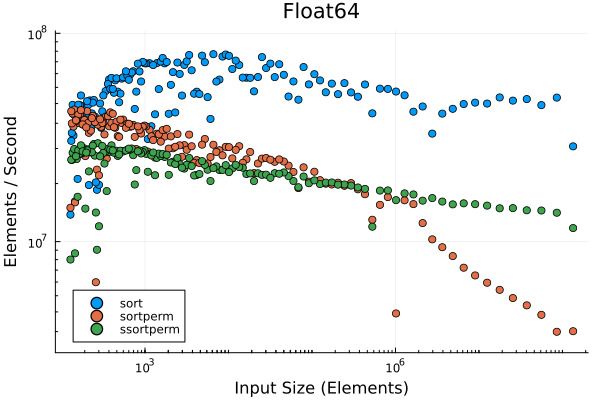 Float64
Elements / Second
10⁸
10⁷
sort
sortperm
ssortperm
10³
10⁶
Input Size (Elements)